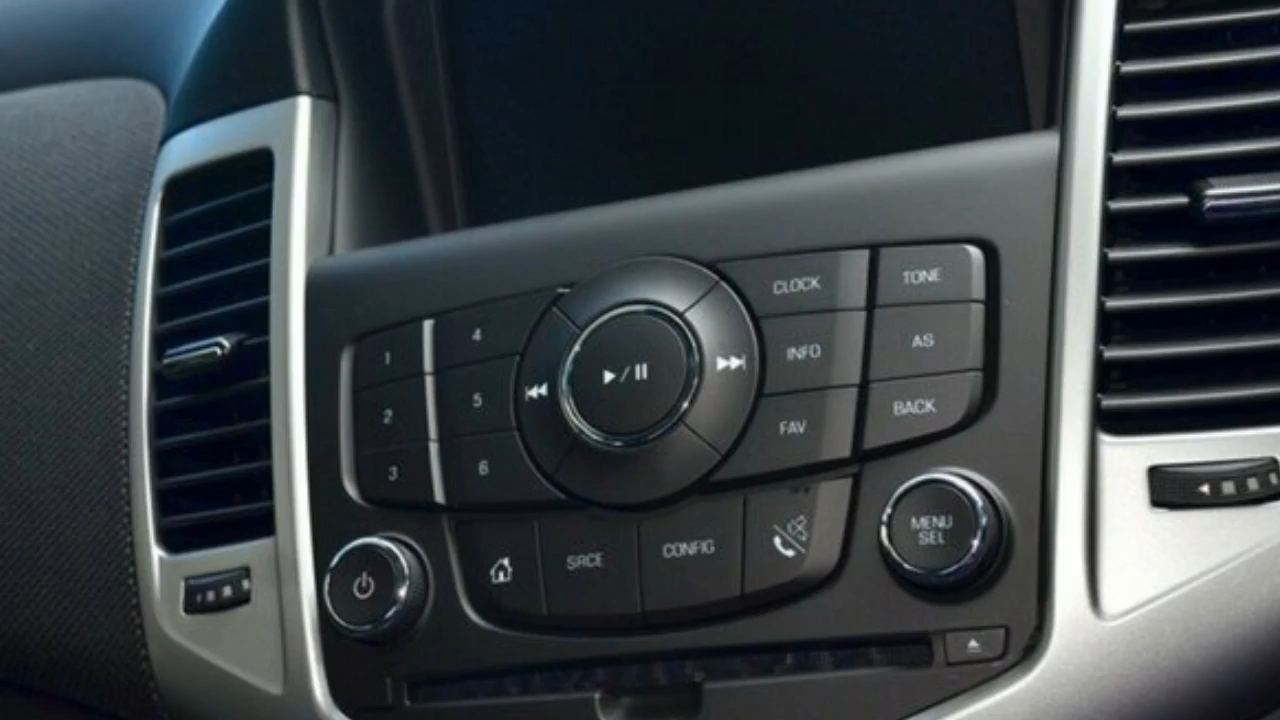 1
4
CLOCK
TONE
2
5
INFO
AS
3
6
FAV
BACK
SRCE
CONFIG
MENU
SEL